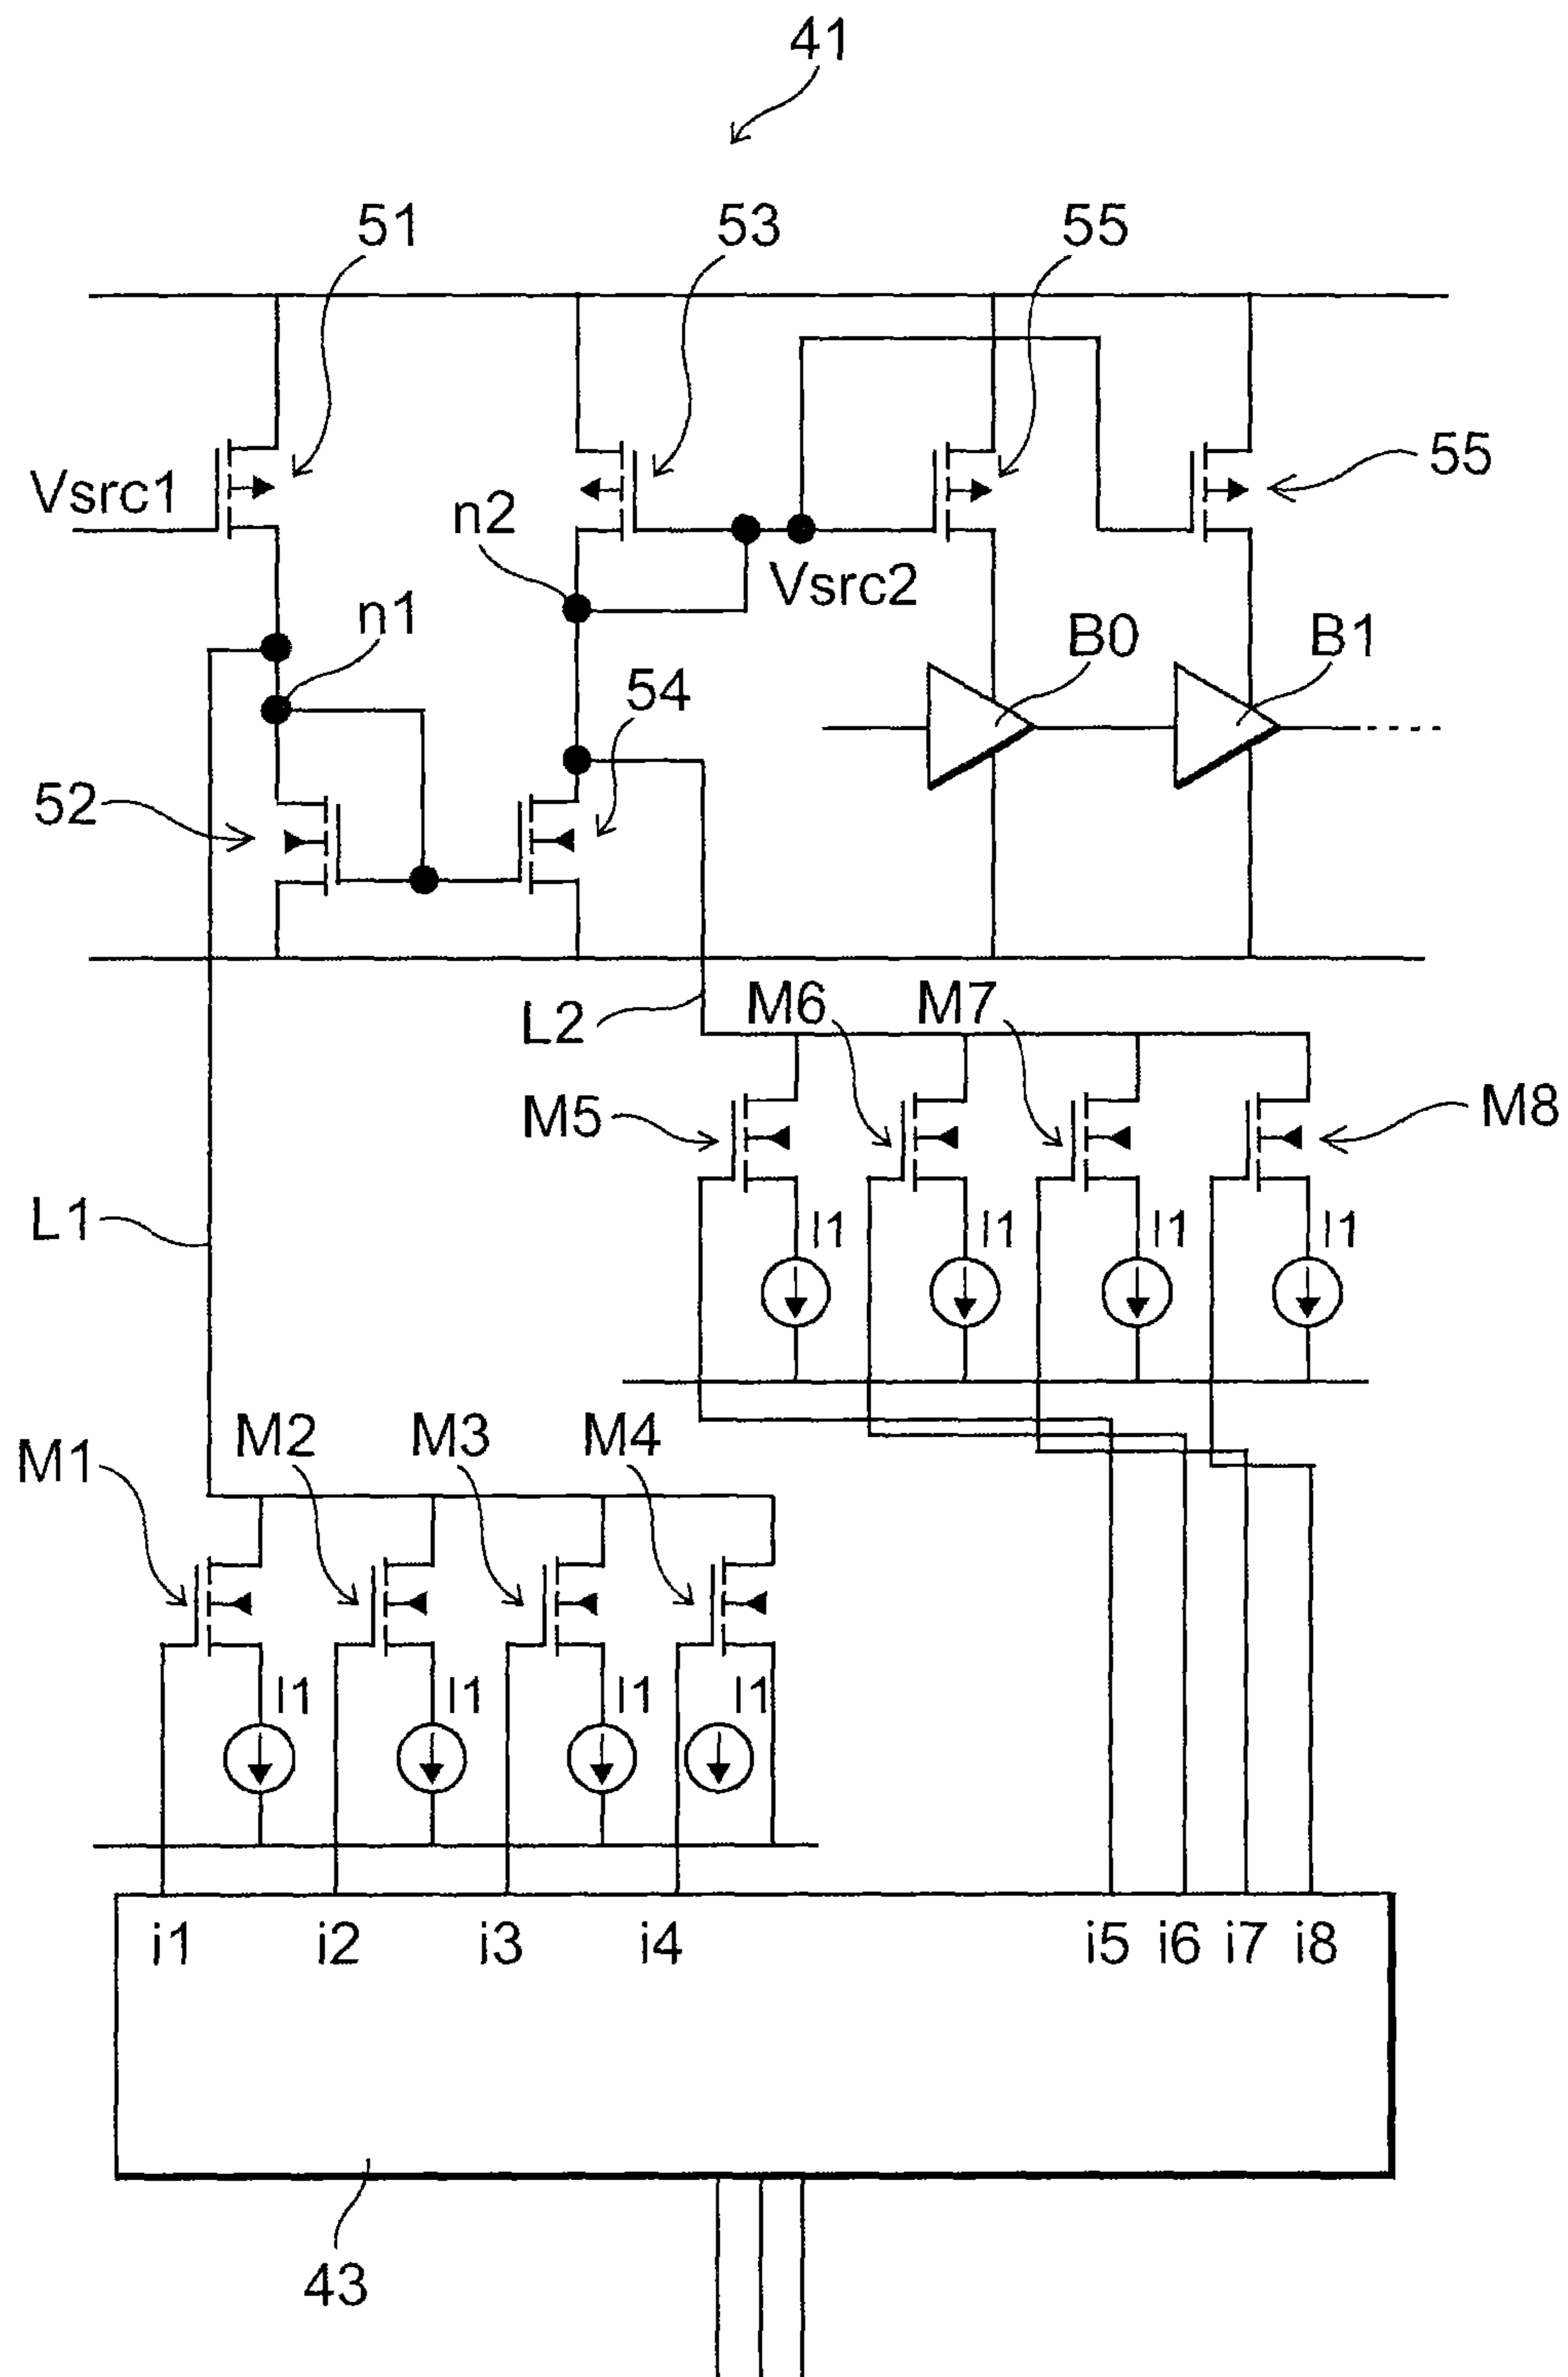 41
51 53 55
Vsrc1 n2 55
Vsrc2
n1 B0 B1
54
52
L2 M6 M7
M5 M8
L1 I1 I1 I1 I1
M1 M2 M3 M4
I1 I1 I1 I1
i1 i2 i3 i4 i5 i6 i7 i8
43